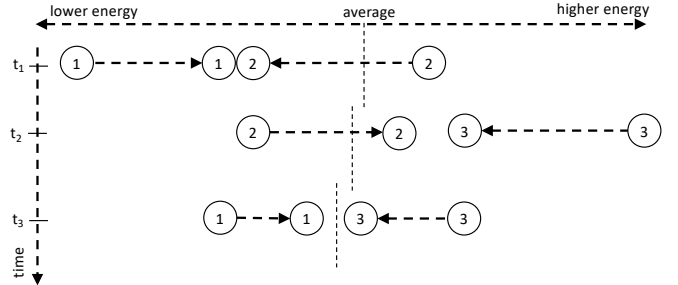 lower energy average higher energy
t1 1 1 2 2
t2 2 2 3 3
t3 1 1 3 3
time